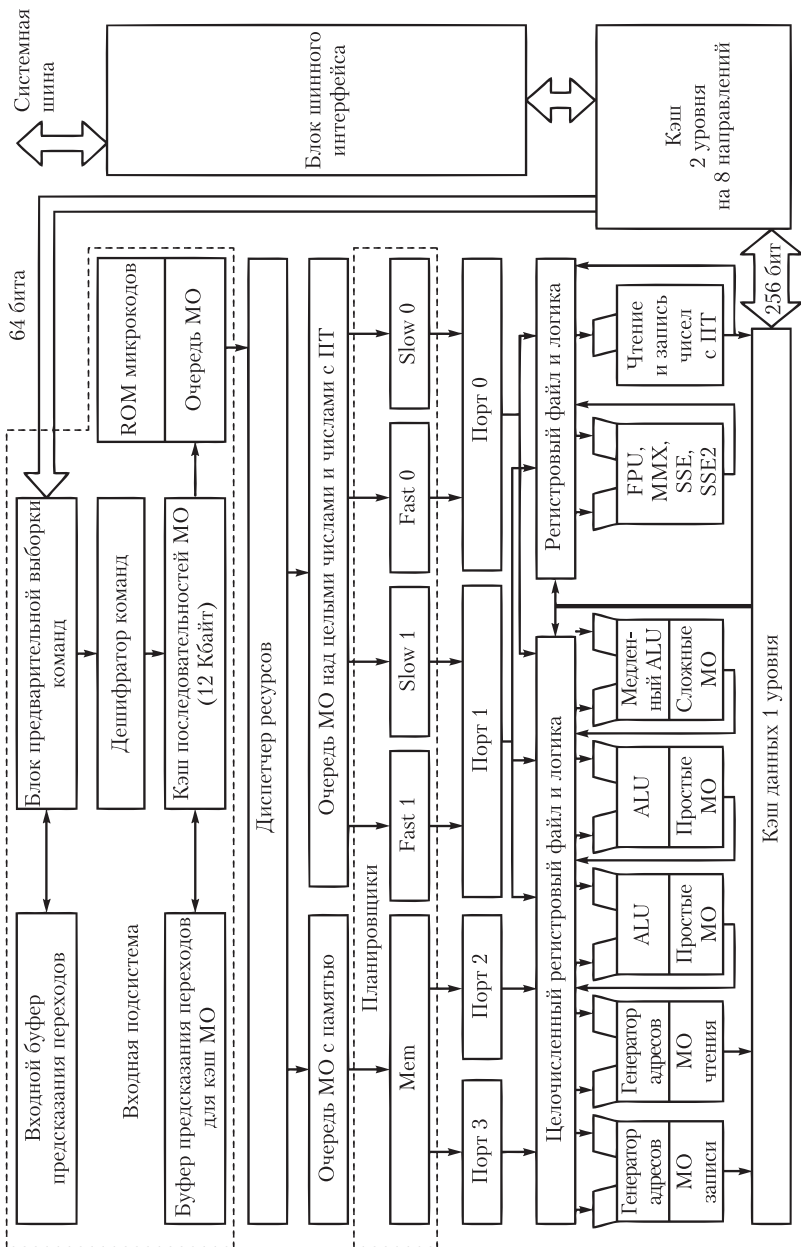 Системная
шина
Блок шинного
интерфейса
Кэш
2 уровня
на 8 направлений
64 бита
256 бит
Входной буфер
предсказания переходов
Блок предварительной выборки
команд
Дешифратор команд
Входная подсистема
Буфер предсказания переходов
для кэш МО
Кэш последовательностей МО
(12 Кбайт)
ROM микрокодов
Очередь МО
Диспетчер ресурсов
Очередь МО с памятью
Очередь МО над целыми числами и числами с ПТ
Планировщики
Mem
Fast 1
Slow 1
Fast 0
Slow 0
Порт 3
Порт 2
Порт 1
Порт 0
Целочисленный регистровый файл и логика
Регистровый файл и логика
Генератор
адресов
МО
записи
Генератор
адресов
МО
чтения
ALU
Простые
МО
ALU
Простые
МО
Медлен-
ный ALU
Сложные
МО
FPU,
MMX,
SSE,
SSE2
Чтение
и запись
чисел
с ПТ
Кэш данных 1 уровня